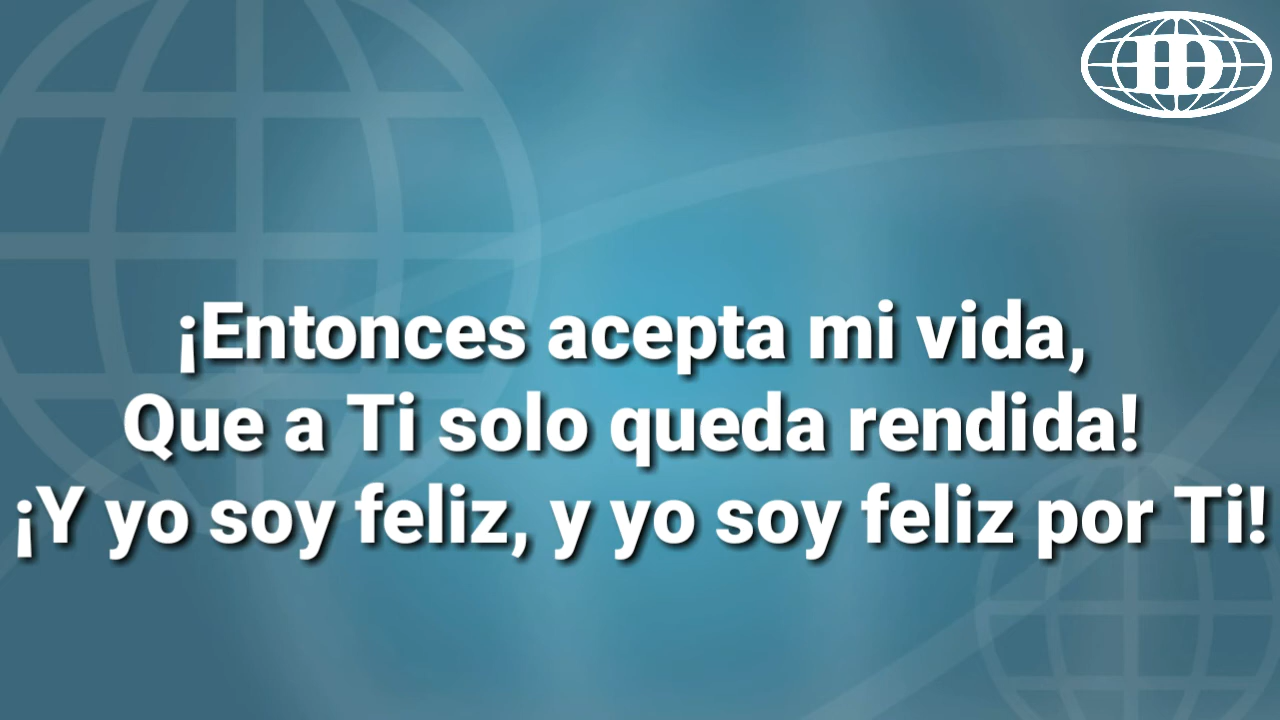 ¡Entonces acepta mi vida,
Que a Ti solo queda rendida!
¡Y yo soy feliz, y yo soy feliz por Ti!